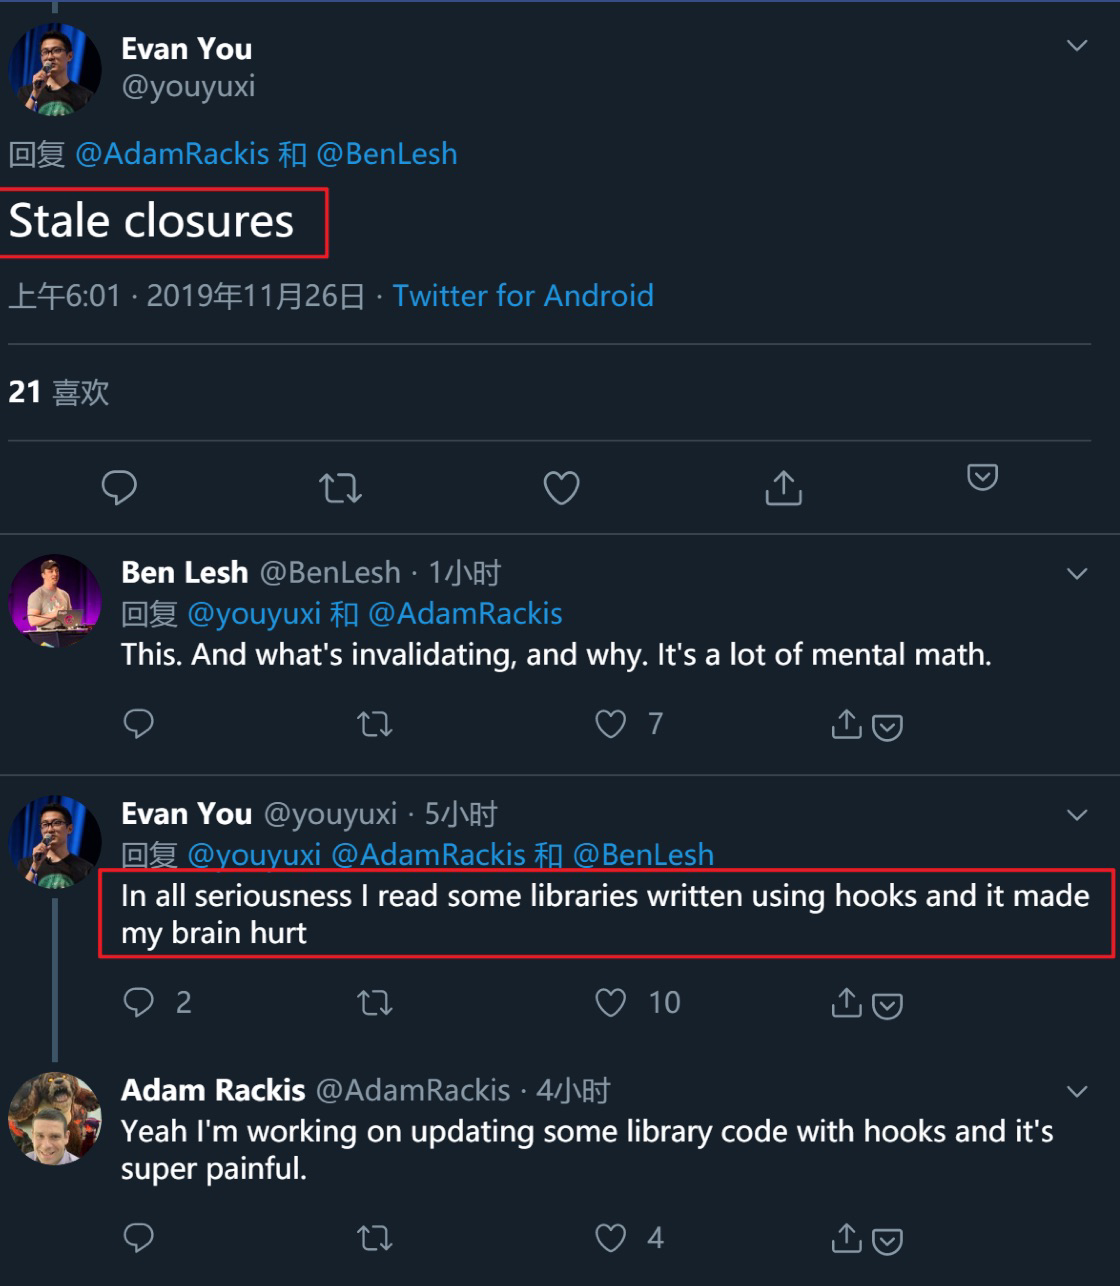 Evan You
@youyuxi
回复 @AdamRackis 和 @BenLesh
Stale closures
上午6:01 · 2019年11月26日 · Twitter for Android
21 喜欢
Ben Lesh @BenLesh · 1小时
回复 @youyuxi 和 @AdamRackis
This. And what's invalidating, and why. It's a lot of mental math.
7
Evan You @youyuxi · 5小时
回复 @youyuxi @AdamRackis 和 @BenLesh
In all seriousness I read some libraries written using hooks and it made
my brain hurt
2 10
Adam Rackis @AdamRackis · 4小时
Yeah I'm working on updating some library code with hooks and it's
super painful.
4